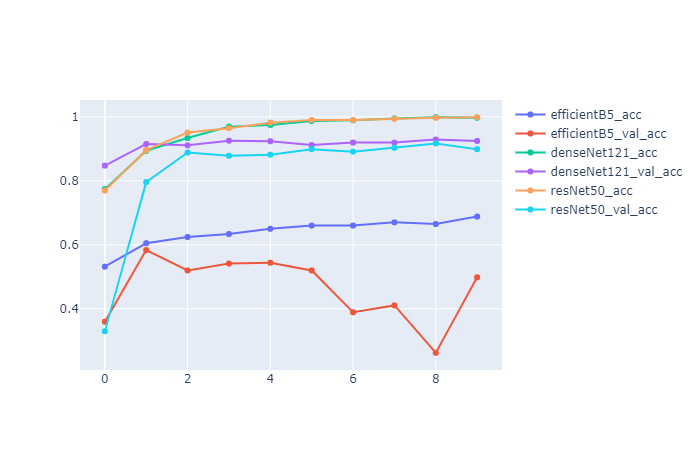 1
0.8
0.6
0.4
0 2 4 6 8
efficientB5_acc
efficientB5_val_acc
denseNet121_acc
denseNet121_val_acc
resNet50_acc
resNet50_val_acc